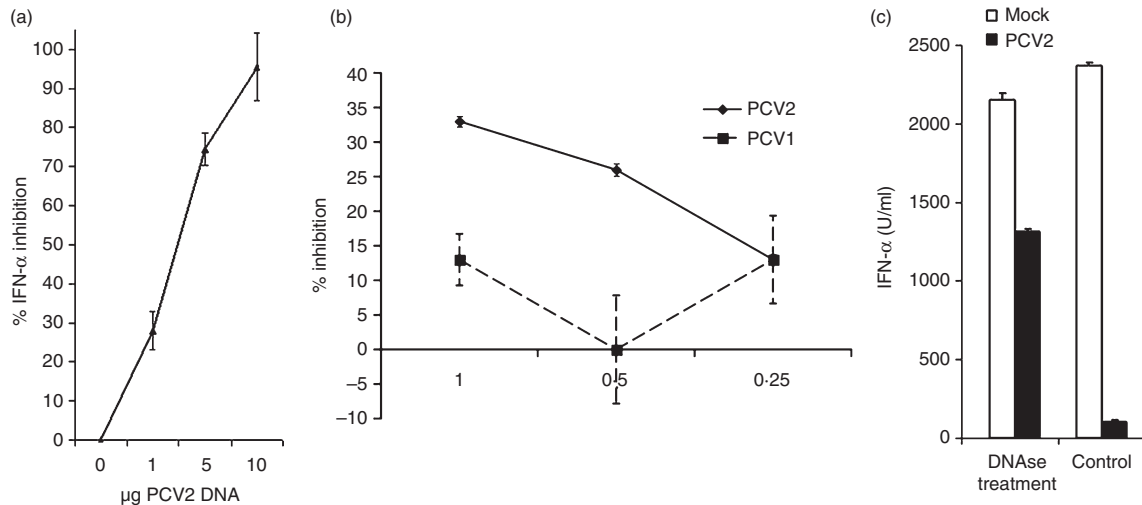 (a)
100
90
80
70
60
50
40
30
20
10
0
% IFN-α inhibition
0 1 5 10
µg PCV2 DNA
(b)
40
35
30
25
20
15
10
5
0
−5
−10
% inhibition
PCV2
PCV1
1 0·5 0·25
(c)
Mock
PCV2
2500
2000
1500
1000
500
0
IFN-α (U/ml)
DNAse treatment
Control